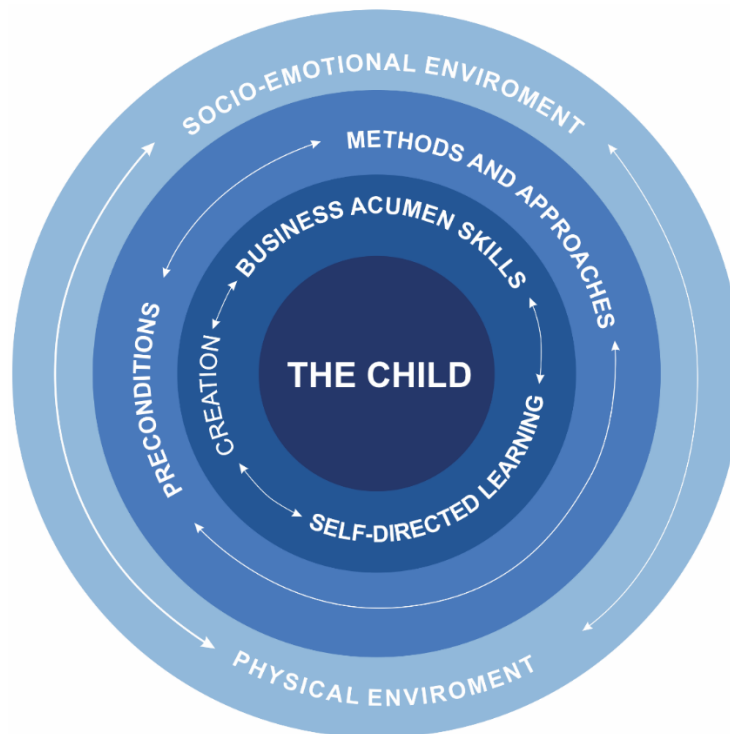 SOCIO-EMOTIONAL ENVIROMENT
METHODS AND APPROACHES
BUSINESS ACUMEN SKILLS
THE CHILD
CREATION
PRECONDITIONS
SELF-DIRECTED LEARNING
PHYSICAL ENVIROMENT